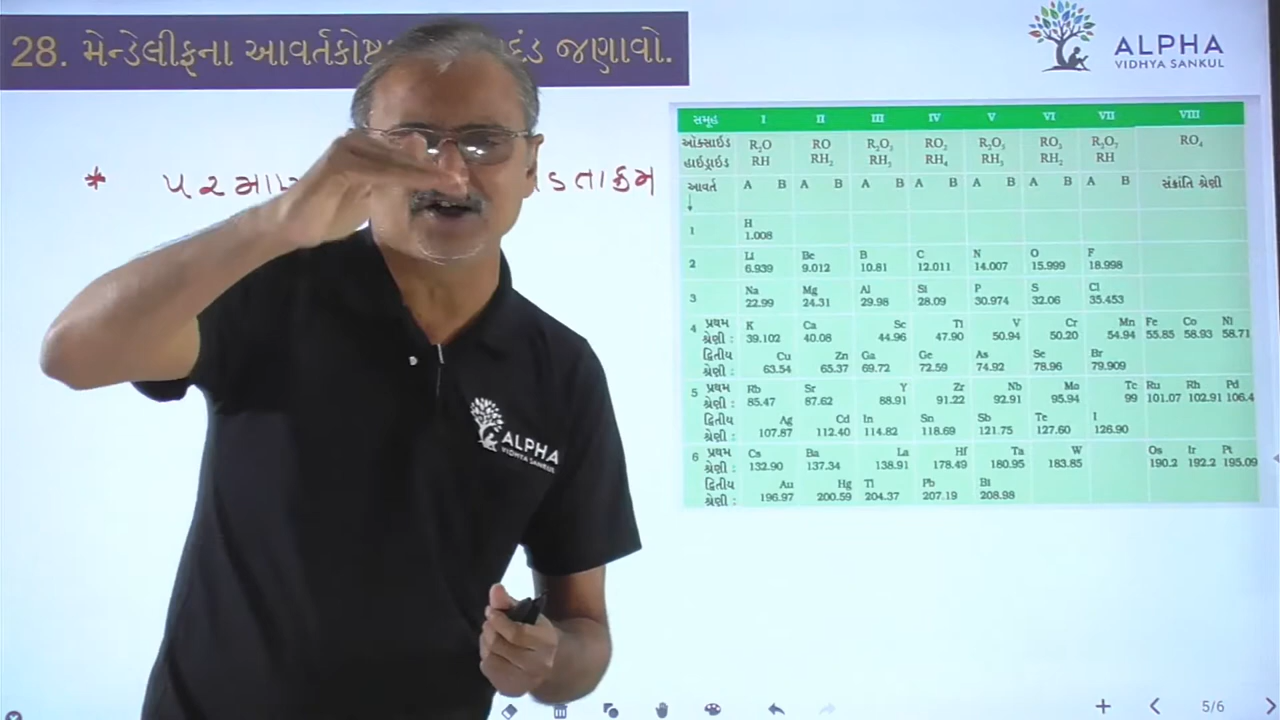 28. મેન્ડેલીફના આવર્તકોષ્ જણાવો.
ALPHA
VIDHYA SANKUL
* પરમાણ ડતાક્રમ
સમૂહ I II III IV V VI VII VIII
ઑક્સાઇડ R₂O RO R₂O₃ RO₂ R₂O₅ RO₃ R₂O₇ RO₄
હાઇડ્રાઇડ RH RH₂ RH₃ RH₄ RH₃ RH₂ RH
આવર્ત A B A B A B A B A B A B A B સંક્રાંતિ શ્રેણી
↓
1 H
1.008
2 Li Be B C N O F
6.939 9.012 10.81 12.011 14.007 15.999 18.998
3 Na Mg Al Si P S Cl
22.99 24.31 29.98 28.09 30.974 32.06 35.453
4 પ્રથમ K Ca Sc Ti V Cr Mn Fe Co Ni
શ્રેણી : 39.102 40.08 44.96 47.90 50.94 50.20 54.94 55.85 58.93 58.71
દ્વિતીય Cu Zn Ga Ge As Se Br
શ્રેણી : 63.54 65.37 69.72 72.59 74.92 78.96 79.909
5 પ્રથમ Rb Sr Y Zr Nb Mo Tc Ru Rh Pd
શ્રેણી : 85.47 87.62 88.91 91.22 92.91 95.94 99 101.07 102.91 106.4
દ્વિતીય Ag Cd In Sn Sb Te I
શ્રેણી : 107.87 112.40 114.82 118.69 121.75 127.60 126.90
6 પ્રથમ Cs Ba La Hf Ta W Os Ir Pt
શ્રેણી : 132.90 137.34 138.91 178.49 180.95 183.85 190.2 192.2 195.09
દ્વિતીય Au Hg Tl Pb Bi
શ્રેણી : 196.97 200.59 204.37 207.19 208.98
ALPHA
VIDHYA SANKUL
5/6